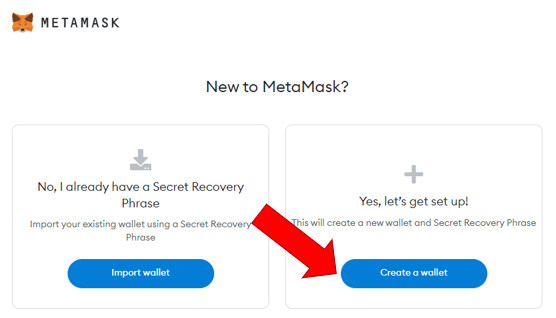 METAMASK
New to MetaMask?
No, I already have a Secret Recovery
Phrase
Import your existing wallet using a Secret Recovery
Phrase
Import wallet
Yes, let's get set up!
This will create a new wallet and Secret Recovery Phrase
Create a wallet